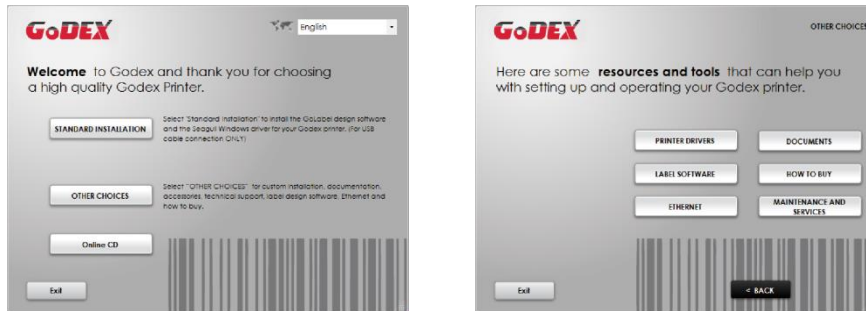 GoDEX
English
Welcome to Godex and thank you for choosing
a high quality Godex Printer.
STANDARD INSTALLATION
Select 'Standard Installation' to install the GoLabel design software
and the Seagull Windows driver for your Godex printer. (For USB
cable connection ONLY)
OTHER CHOICES
Select "OTHER CHOICES" for custom installation, documentation,
accessories, technical support, label design software, Ethernet and
how to buy.
Online CD
Exit
GoDEX
OTHER CHOICES
Here are some resources and tools that can help you
with setting up and operating your Godex printer.
PRINTER DRIVERS
DOCUMENTS
LABEL SOFTWARE
HOW TO BUY
ETHERNET
MAINTENANCE AND
SERVICES
Exit
< BACK